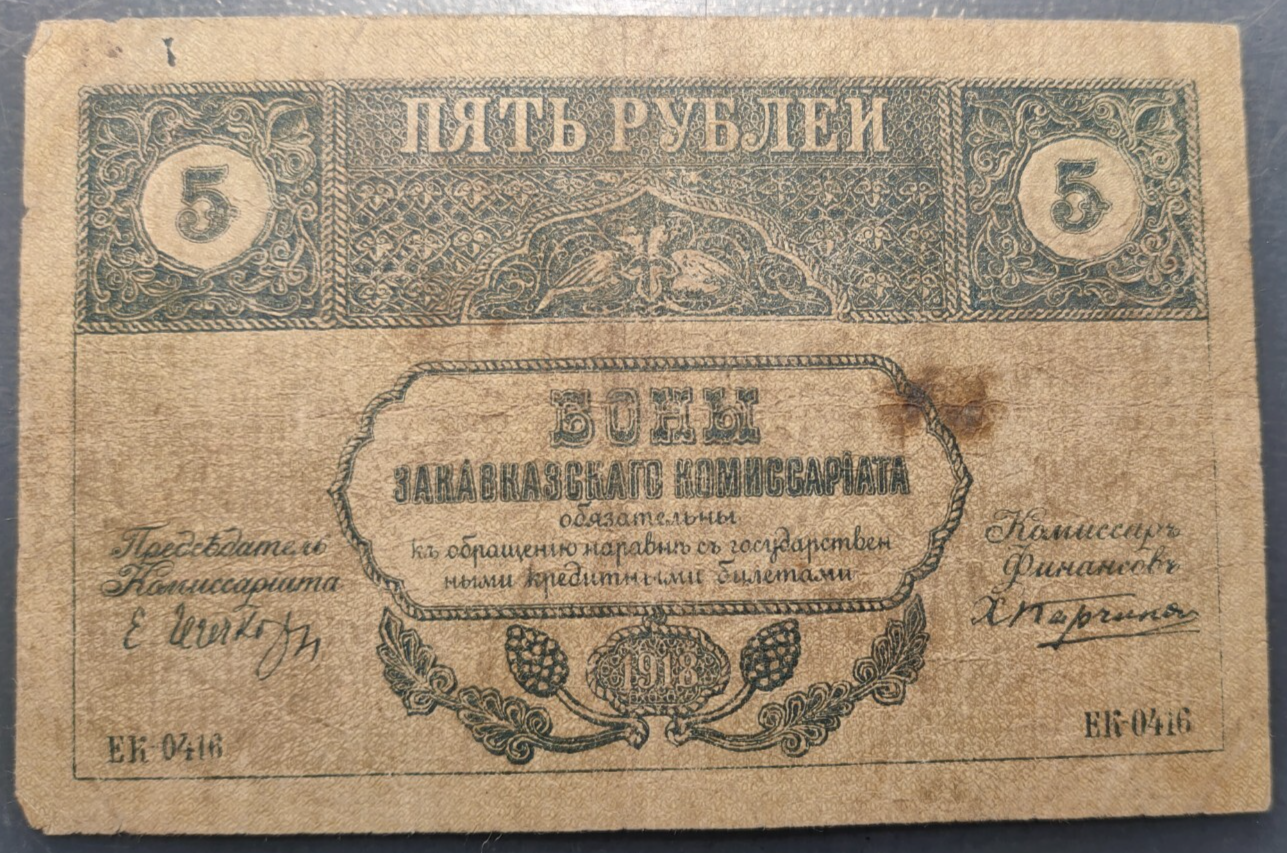 ПЯТЬ РУБЛЕЙ
5
5
БОНЫ
ЗАКАВКАЗСКАГО КОМИССАРІАТА
обязательны
къ обращенію наравнѣ съ государствен
ными кредитными билетами
Предсѣдатель
Комиссаріата
Комиссаръ
Финансовъ
1918
ЕК-0416
ЕК-0416